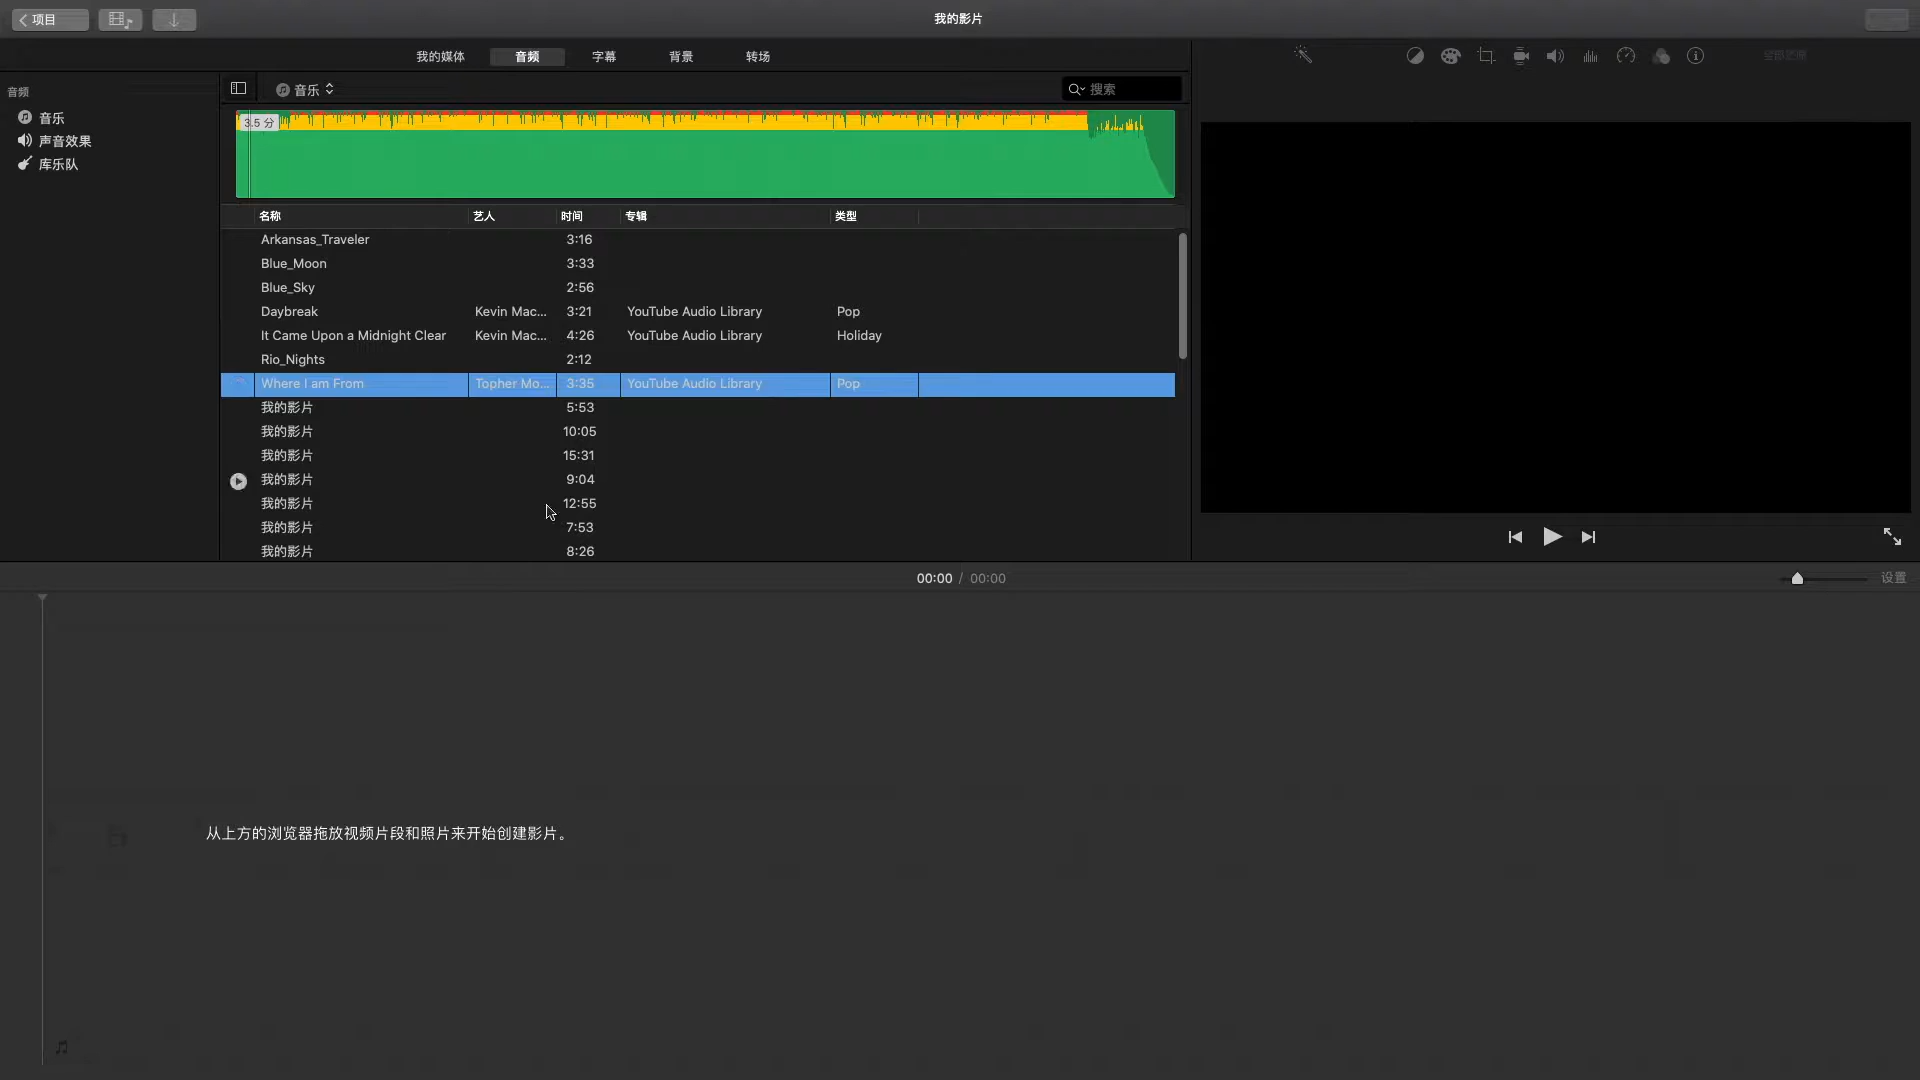 项目
我的影片
我的媒体 音频 字幕 背景 转场
全部还原
音频
音乐
声音效果
库乐队
音乐
搜索
3.5 分
名称 艺人 时间 专辑 类型
Arkansas_Traveler 3:16
Blue_Moon 3:33
Blue_Sky 2:56
Daybreak Kevin Mac... 3:21 YouTube Audio Library Pop
It Came Upon a Midnight Clear Kevin Mac... 4:26 YouTube Audio Library Holiday
Rio_Nights 2:12
Where I am From Topher Mo... 3:35 YouTube Audio Library Pop
我的影片 5:53
我的影片 10:05
我的影片 15:31
我的影片 9:04
我的影片 12:55
我的影片 7:53
我的影片 8:26
00:00 / 00:00
设置
从上方的浏览器拖放视频片段和照片来开始创建影片。